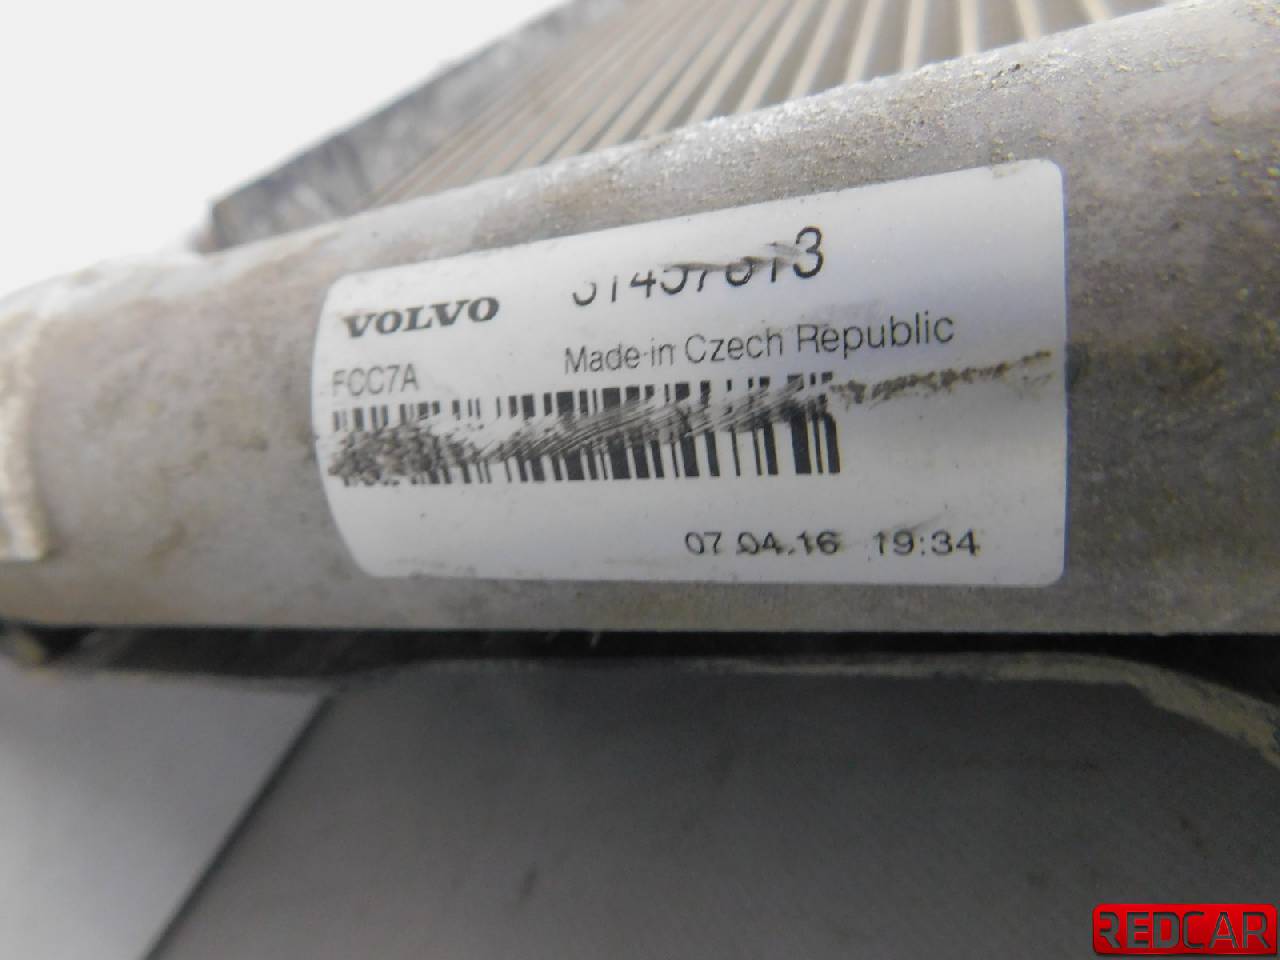 VOLVO
FCC7A
Made in Czech Republic
07.04.16 19:34
REDCAR